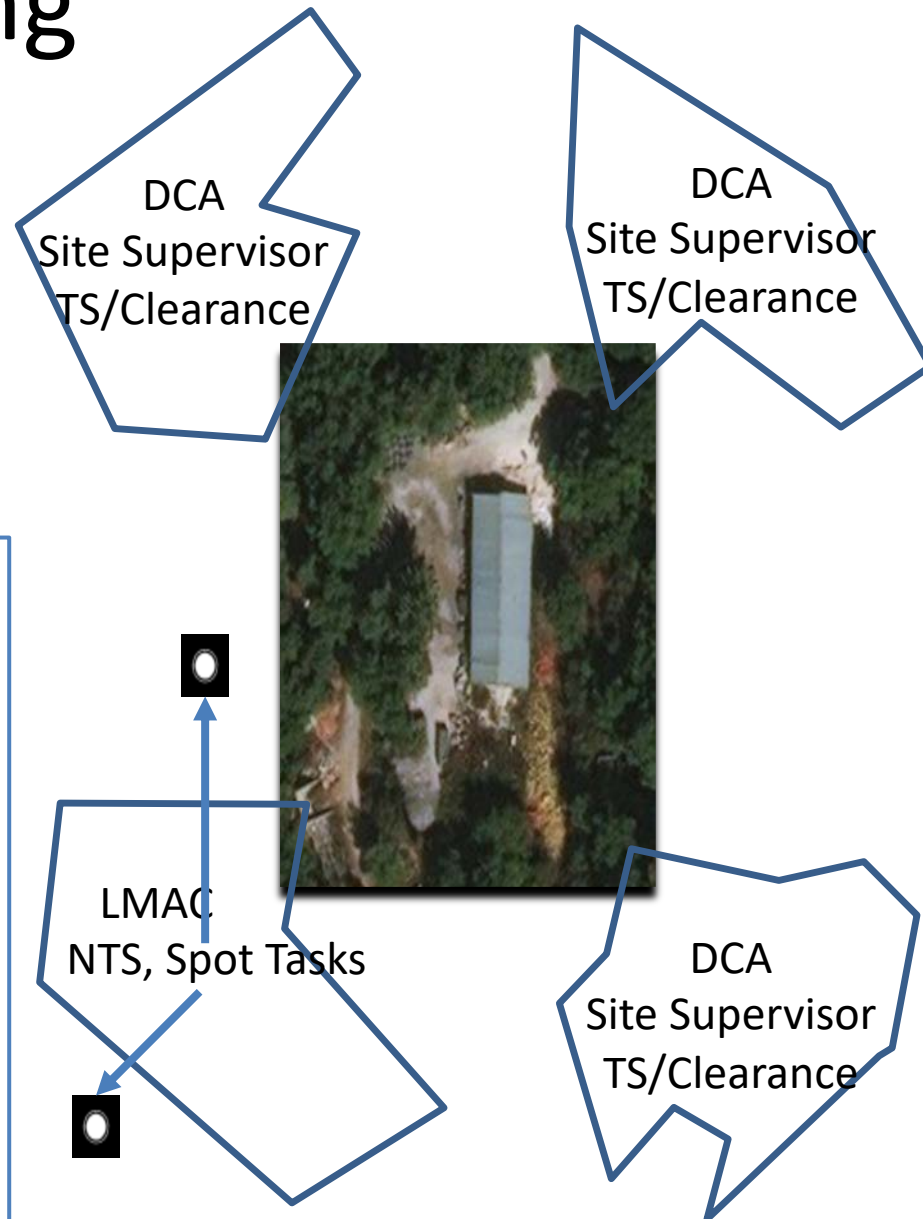 ng
DCA
Site Supervisor
TS/Clearance
DCA
Site Supervisor
TS/Clearance
LMAC
NTS, Spot Tasks
DCA
Site Supervisor
TS/Clearance